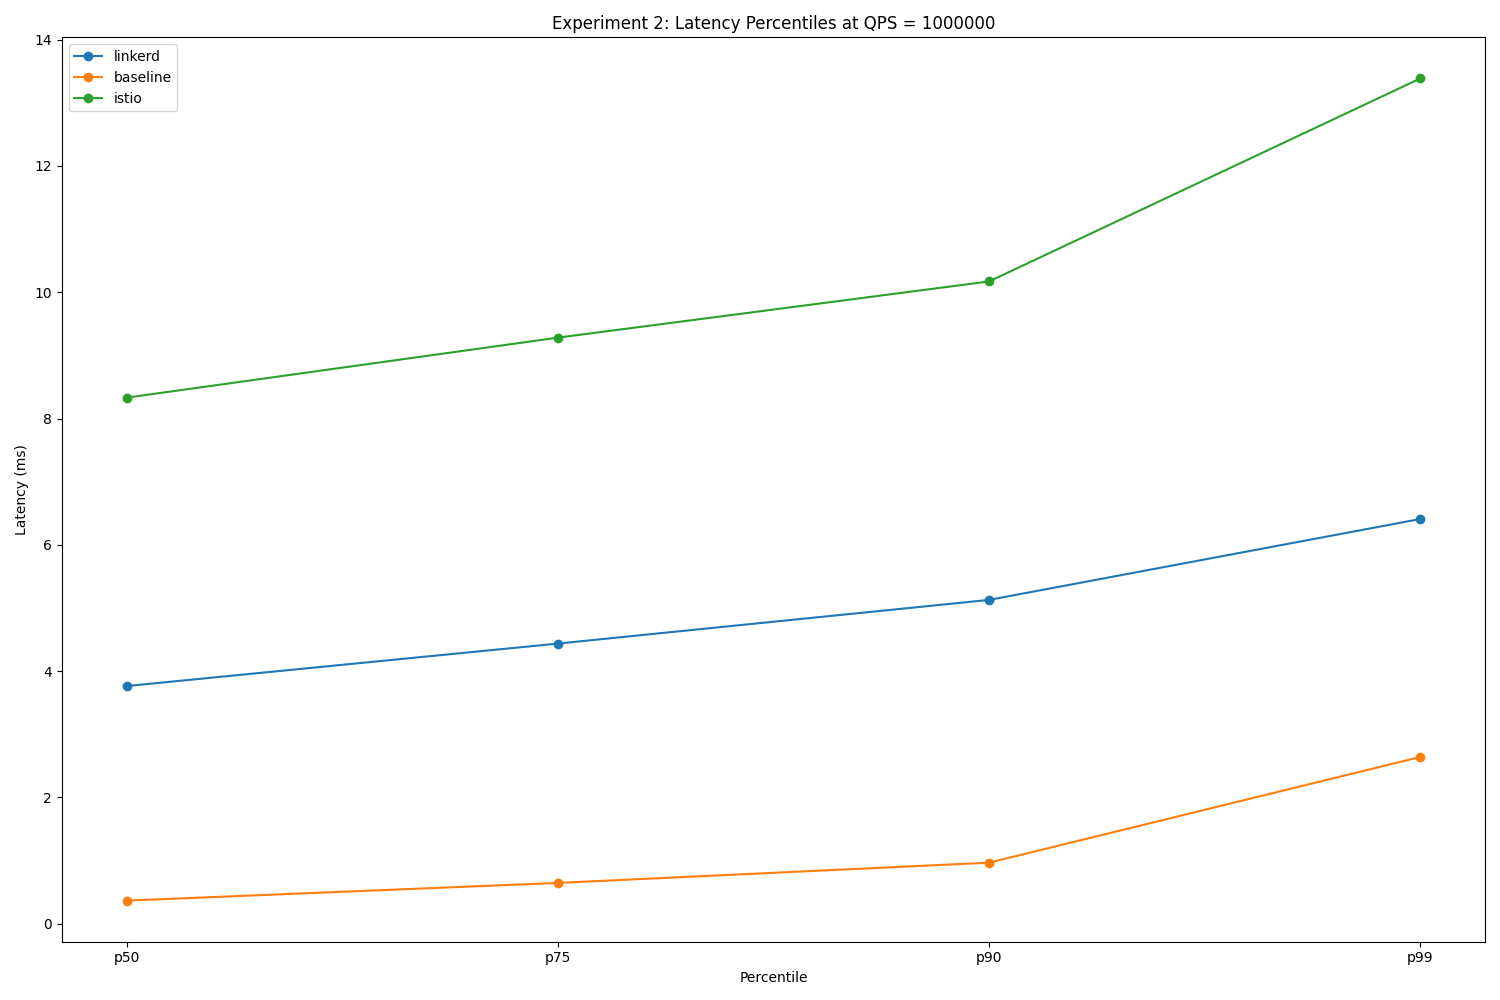 Experiment 2: Latency Percentiles at QPS = 1000000
linkerd
baseline
istio
14
12
10
8
6
4
2
0
Latency (ms)
p50
p75
p90
p99
Percentile